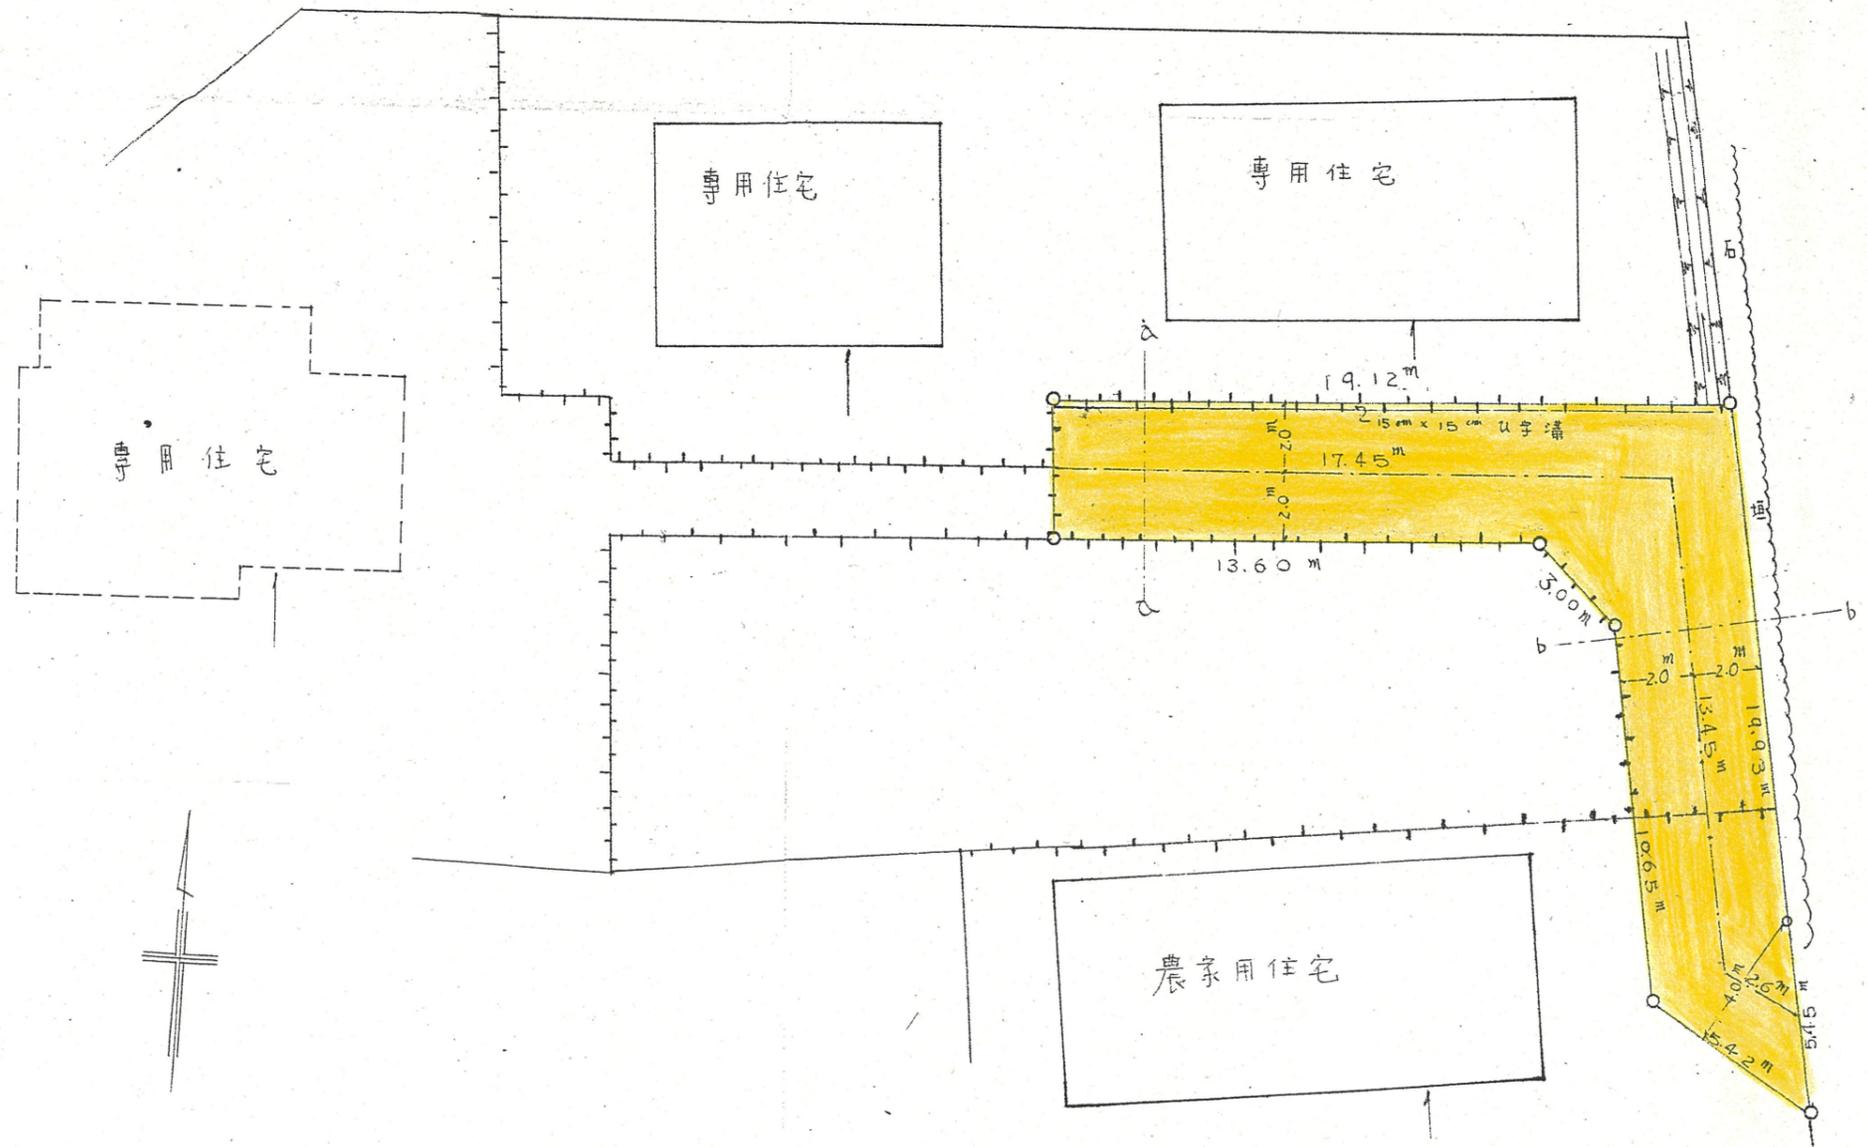 専用住宅
専用住宅
石
a
19.12m
15cm×15cm U字溝
2.0m
17.45m
専用住宅
垣
2.0m
13.60m
3.00m
a
b
b
2.0m
2.0m
13.45m
19.93m
10.65m
農家用住宅
4.0m
2.6m
5.45m
5.42m